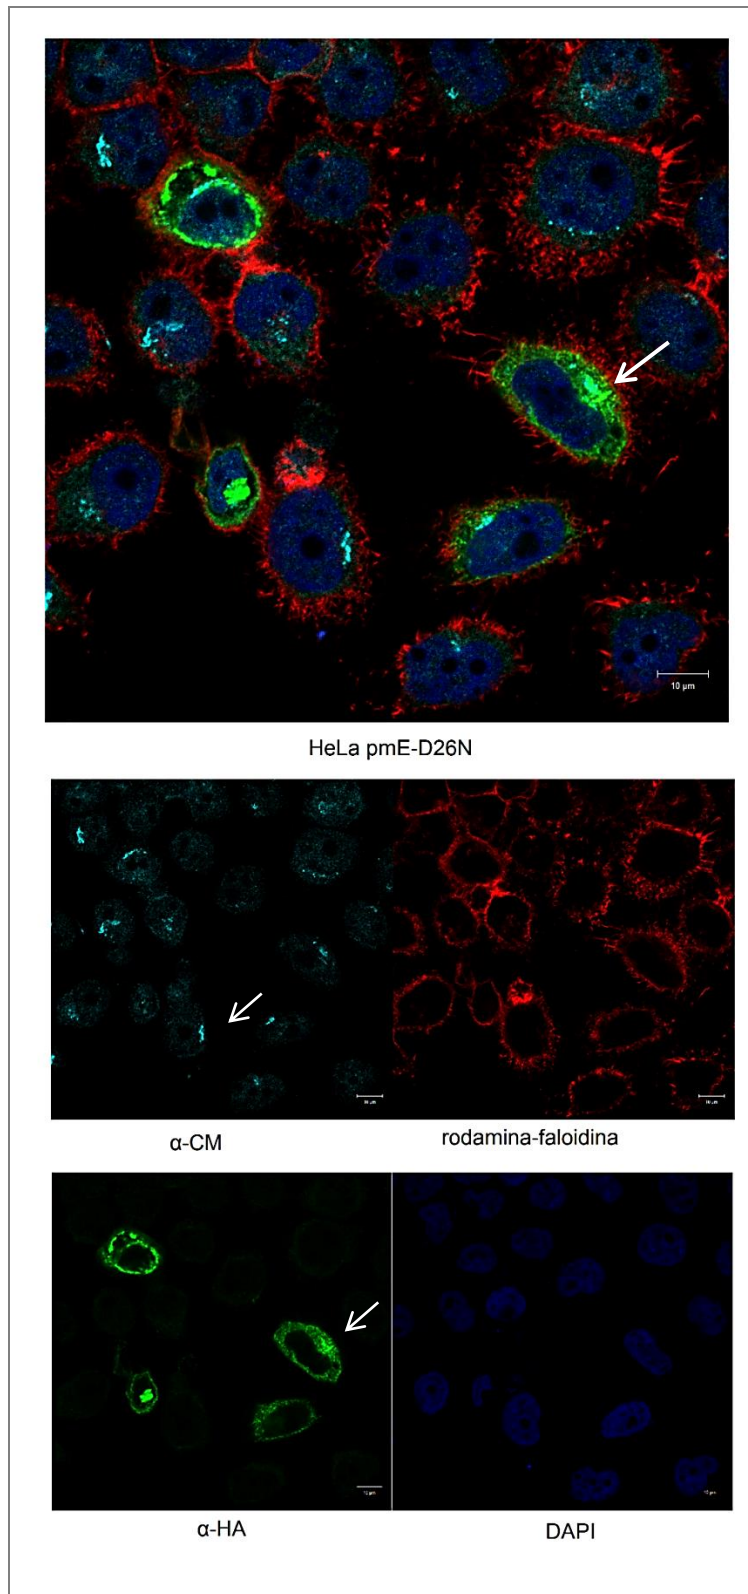 10 µm
HeLa pmE-D26N
α-CM
rodamina-faloidina
α-HA
DAPI